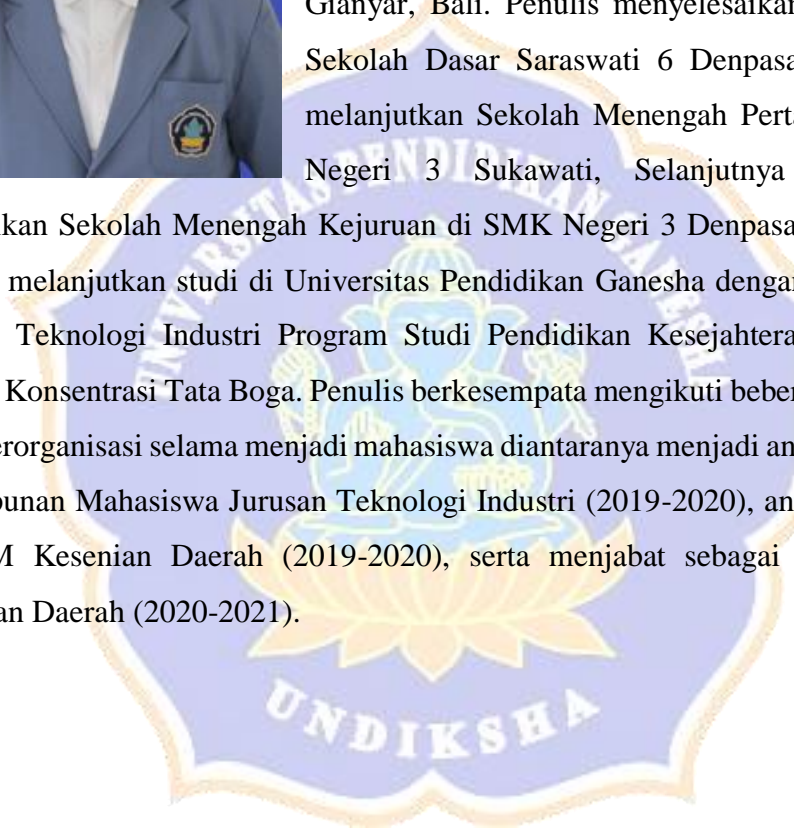 Gianyar, Bali. Penulis menyelesaikan
Sekolah Dasar Saraswati 6 Denpasa
melanjutkan Sekolah Menengah Perta
Negeri 3 Sukawati, Selanjutnya
kan Sekolah Menengah Kejuruan di SMK Negeri 3 Denpasa
melanjutkan studi di Universitas Pendidikan Ganesha dengan
Teknologi Industri Program Studi Pendidikan Kesejahtera
Konsentrasi Tata Boga. Penulis berkesempata mengikuti beber
erorganisasi selama menjadi mahasiswa diantaranya menjadi an
punan Mahasiswa Jurusan Teknologi Industri (2019-2020), an
M Kesenian Daerah (2019-2020), serta menjabat sebagai
an Daerah (2020-2021).
UNIVERSITAS PENDIDIKAN GANESHA
UNDIKSHA